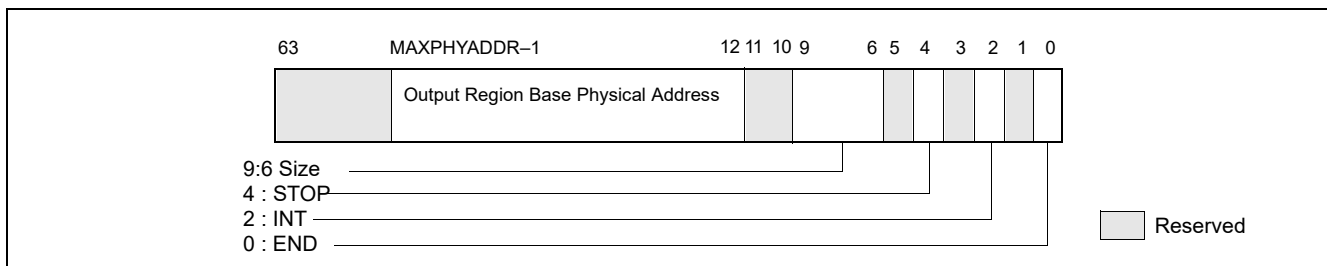 63 MAXPHYADDR–1 12 11 10 9 6 5 4 3 2 1 0
Output Region Base Physical Address
9:6 Size
4 : STOP
2 : INT
0 : END
Reserved